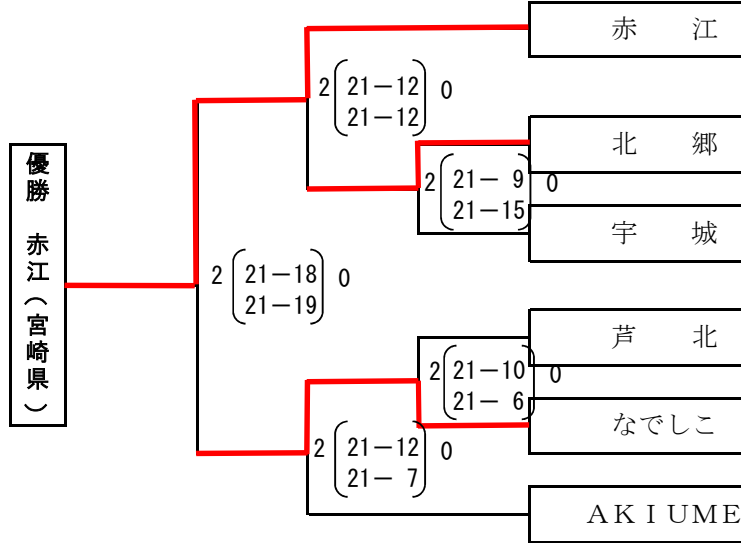 赤　江
2 21－12 0
21－12
北　郷
2 21－ 9 0
21－15
宇　城
優勝　赤江（宮崎県）
2 21－18 0
21－19
芦　北
2 21－10 0
21－ 6
なでしこ
2 21－12 0
21－ 7
ＡＫＩＵＭＥ